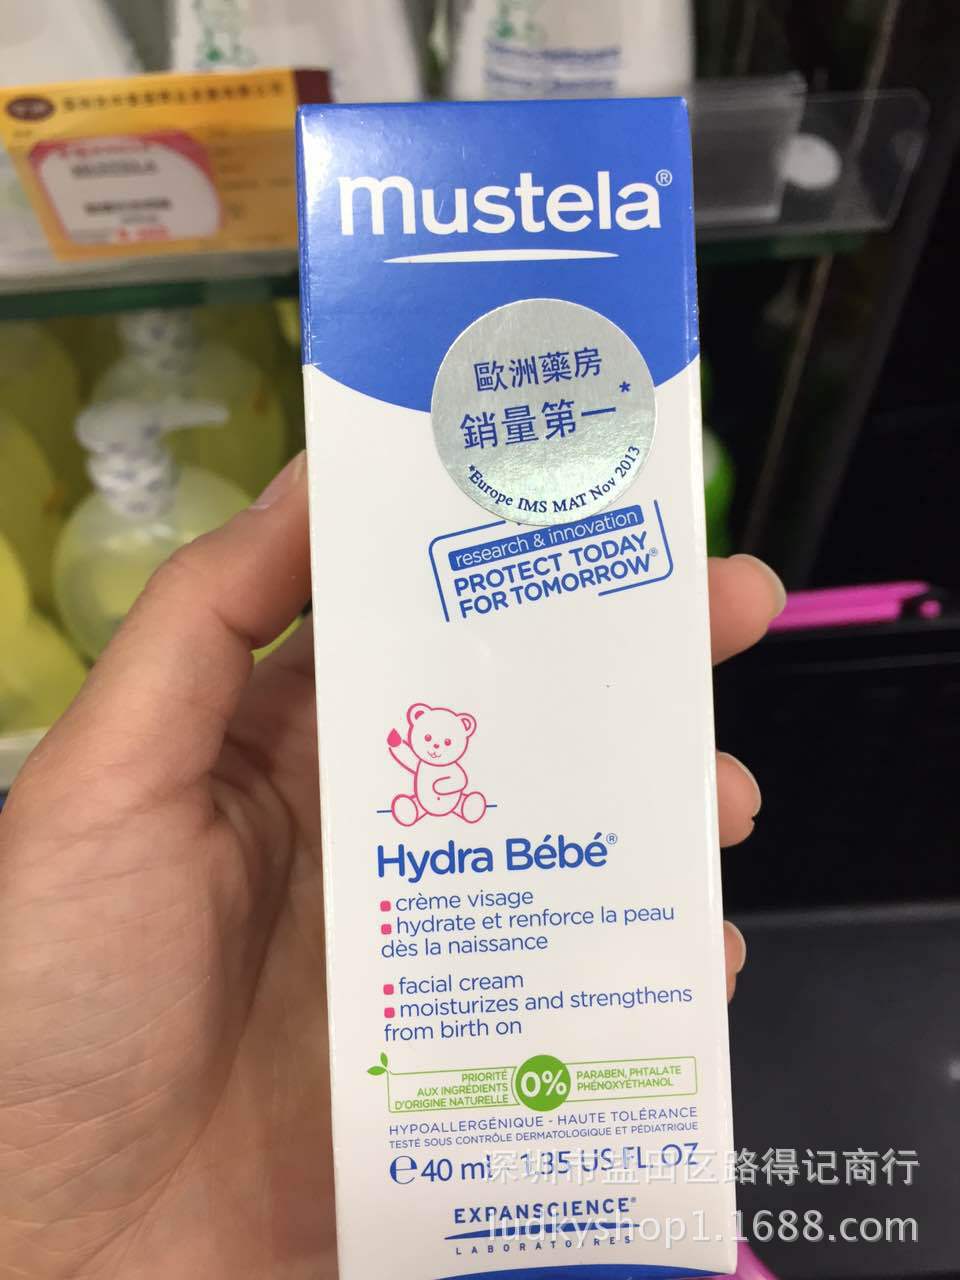 mustela®
歐洲藥房
銷量第一*
*Europe IMS MAT Nov 2013
research & innovation
PROTECT TODAY
FOR TOMORROW®
Hydra Bébé®
crème visage
hydrate et renforce la peau
dès la naissance
facial cream
moisturizes and strengthens
from birth on
PRIORITÉ
AUX INGRÉDIENTS
D'ORIGINE NATURELLE
0%
PARABEN, PHTALATE
PHÉNOXYÉTHANOL
HYPOALLERGÉNIQUE - HAUTE TOLÉRANCE
TESTÉ SOUS CONTRÔLE DERMATOLOGIQUE ET PÉDIATRIQUE
℮40 ml 1.35 US FL. OZ
深圳市盐田区路得记商行
EXPANSCIENCE®
ludkyshop1.1688.com
LABORATOIRES
MUSTELA